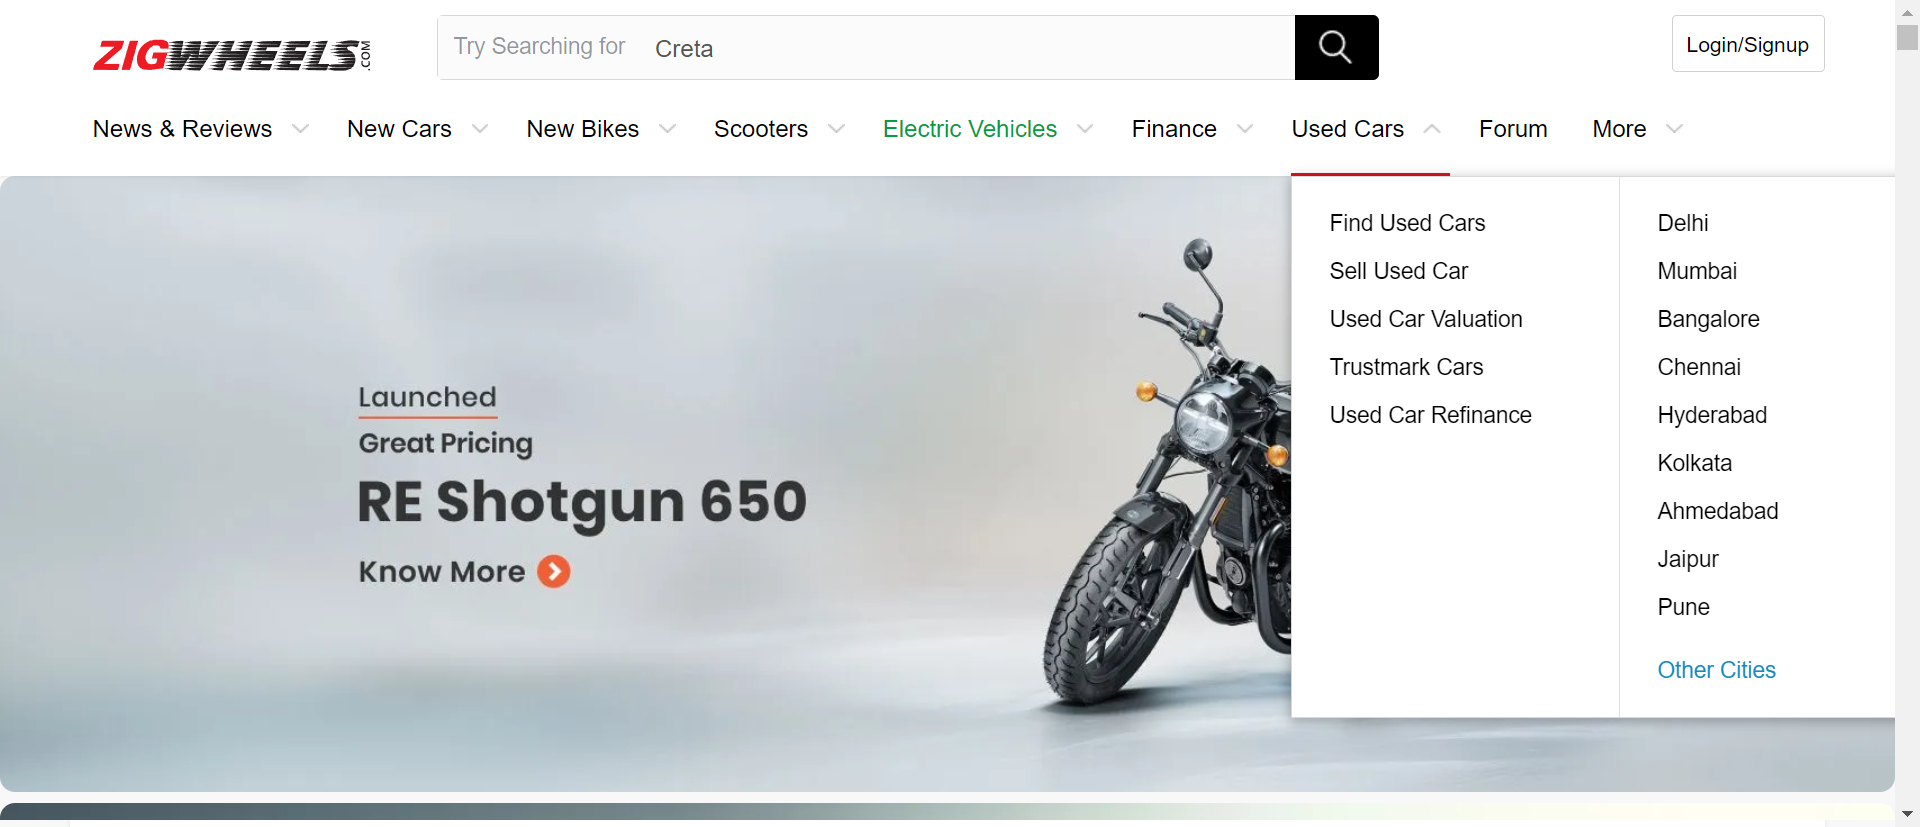 ZIGWHEELS.COM
Try Searching for Creta
Login/Signup
News & Reviews New Cars New Bikes Scooters Electric Vehicles Finance Used Cars Forum More
Launched
Great Pricing
RE Shotgun 650
Know More
Find Used Cars
Sell Used Car
Used Car Valuation
Trustmark Cars
Used Car Refinance
Delhi
Mumbai
Bangalore
Chennai
Hyderabad
Kolkata
Ahmedabad
Jaipur
Pune
Other Cities